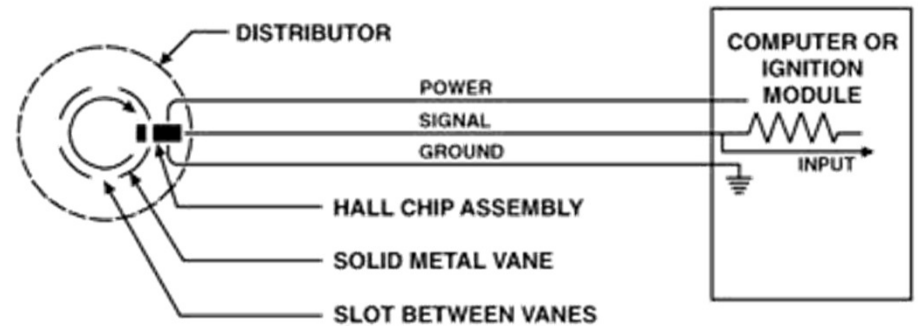 DISTRIBUTOR
COMPUTER OR
IGNITION
MODULE
POWER
SIGNAL
GROUND
INPUT
HALL CHIP ASSEMBLY
SOLID METAL VANE
SLOT BETWEEN VANES